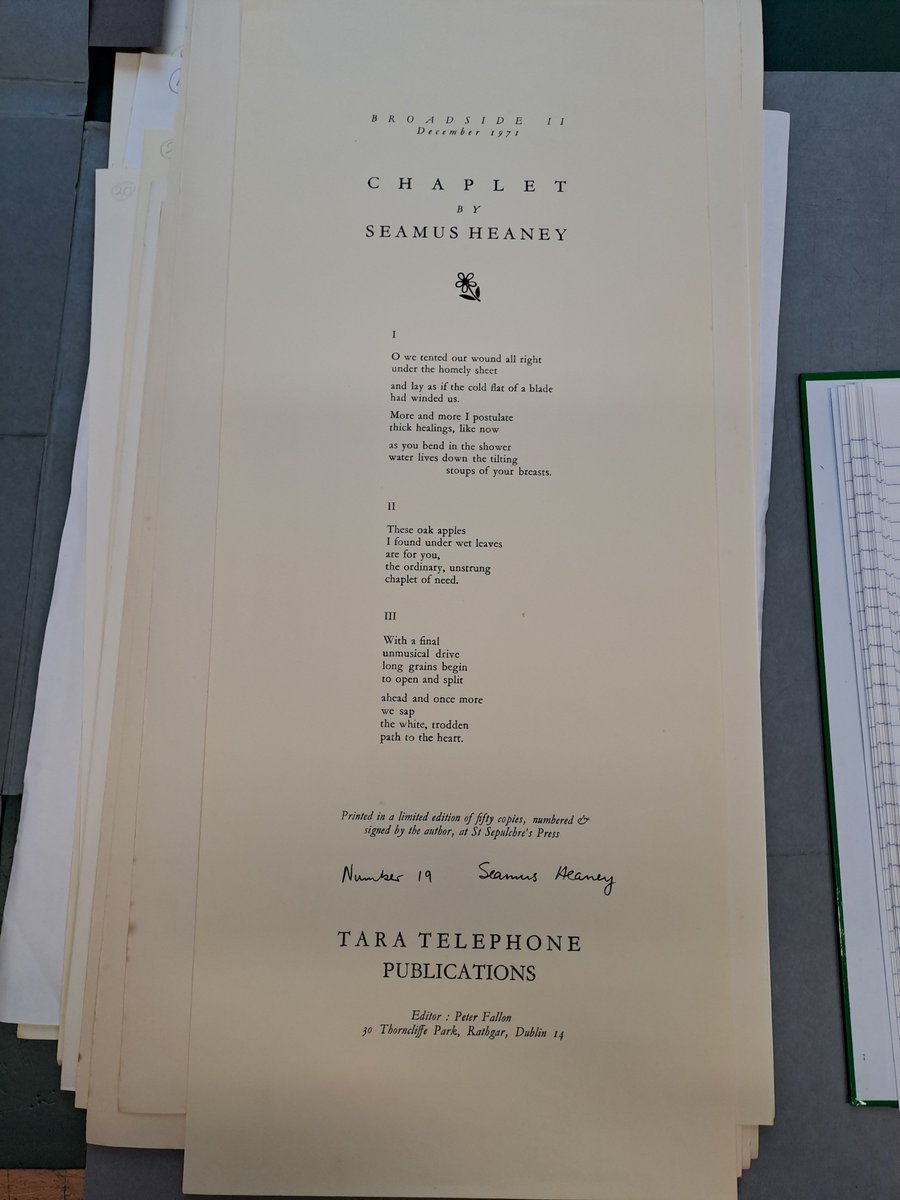 BROADSIDE II
December 1971
CHAPLET
BY
SEAMUS HEANEY
I
O we tented our wound all right
under the homely sheet
and lay as if the cold flat of a blade
had winded us.
More and more I postulate
thick healings, like now
as you bend in the shower
water lives down the tilting
stoups of your breasts.
II
These oak apples
I found under wet leaves
are for you,
the ordinary, unstrung
chaplet of need.
III
With a final
unmusical drive
long grains begin
to open and split
ahead and once more
we sap
the white, trodden
path to the heart.
Printed in a limited edition of fifty copies, numbered &
signed by the author, at St Sepulchre's Press
Number 19 Seamus Heaney
TARA TELEPHONE
PUBLICATIONS
Editor : Peter Fallon
30 Thorncliffe Park, Rathgar, Dublin 14
20